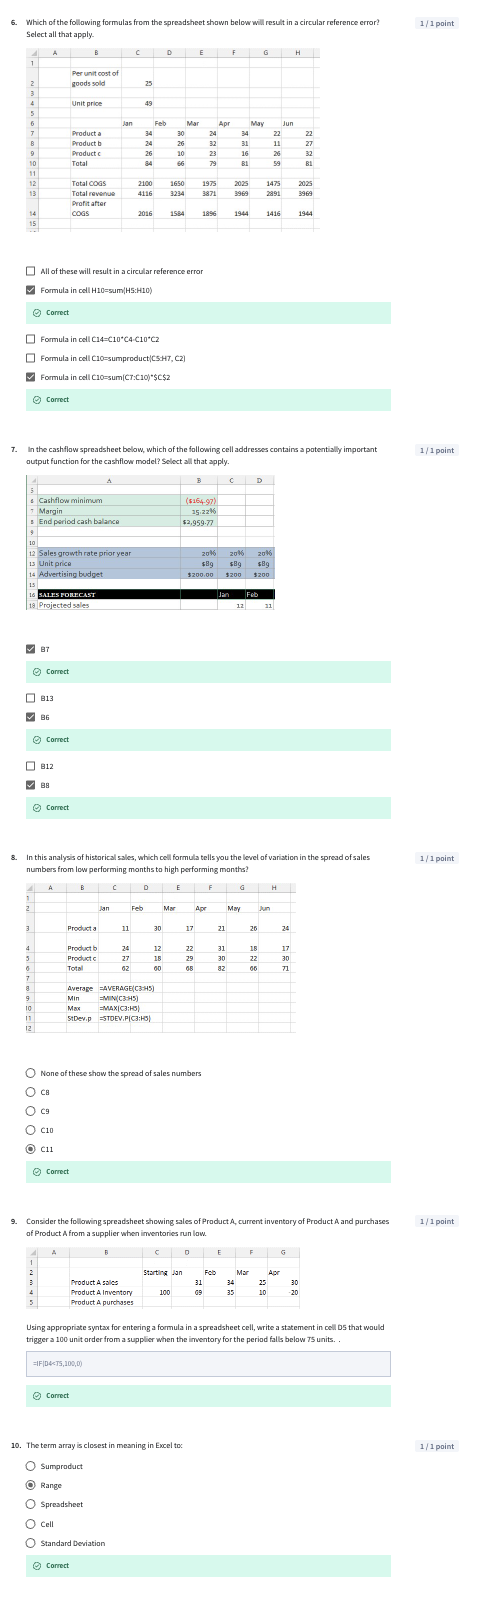 6. Which of the following formulas from the spreadsheet shown below will result in a circular reference error? 1 / 1 point
Select all that apply.
A B C D E F G H
1
Per unit cost of
2 goods sold 25
3
4 Unit price 49
5
6 Jan Feb Mar Apr May Jun
7 Product a 34 30 24 34 22 22
8 Product b 24 26 32 31 11 27
9 Product c 26 10 23 16 26 32
10 Total 84 66 79 81 59 81
11
12 Total COGS 2100 1650 1975 2025 1475 2025
13 Total revenue 4116 3234 3871 3969 2891 3969
Profit after
14 COGS 2016 1584 1896 1944 1416 1944
15
All of these will result in a circular reference error
Formula in cell H10=sum(H5:H10)
Correct
Formula in cell C14=C10*C4-C10*C2
Formula in cell C10=sumproduct(C5:H7, C2)
Formula in cell C10=sum(C7:C10)*$C$2
Correct
7. In the cashflow spreadsheet below, which of the following cell addresses contains a potentially important 1 / 1 point
output function for the cashflow model? Select all that apply.
A B C D
5
6 Cashflow minimum ($164.97)
7 Margin 15.22%
8 End period cash balance $2,959.77
9
10
12 Sales growth rate prior year 20% 20% 20%
13 Unit price $89 $89 $89
14 Advertising budget $200.00 $200 $200
15
16 SALES FORECAST Jan Feb
18 Projected sales 12 11
B7
Correct
B13
B6
Correct
B12
B8
Correct
8. In this analysis of historical sales, which cell formula tells you the level of variation in the spread of sales 1 / 1 point
numbers from low performing months to high performing months?
A B C D E F G H
1
2 Jan Feb Mar Apr May Jun
3 Product a 11 30 17 21 26 24
4 Product b 24 12 22 31 18 17
5 Product c 27 18 29 30 22 30
6 Total 62 60 68 82 66 71
7
8 Average =AVERAGE(C3:H5)
9 Min =MIN(C3:H5)
10 Max =MAX(C3:H5)
11 StDev.p =STDEV.P(C3:H5)
12
None of these show the spread of sales numbers
C8
C9
C10
C11
Correct
9. Consider the following spreadsheet showing sales of Product A, current inventory of Product A and purchases 1 / 1 point
of Product A from a supplier when inventories run low.
A B C D E F G
1
2 Starting Jan Feb Mar Apr
3 Product A sales 31 34 25 30
4 Product A Inventory 100 69 35 10 -20
5 Product A purchases
Using appropriate syntax for entering a formula in a spreadsheet cell, write a statement in cell D5 that would
trigger a 100 unit order from a supplier when the inventory for the period falls below 75 units. .
=IF(D4<75,100,0)
Correct
10. The term array is closest in meaning in Excel to: 1 / 1 point
Sumproduct
Range
Spreadsheet
Cell
Standard Deviation
Correct